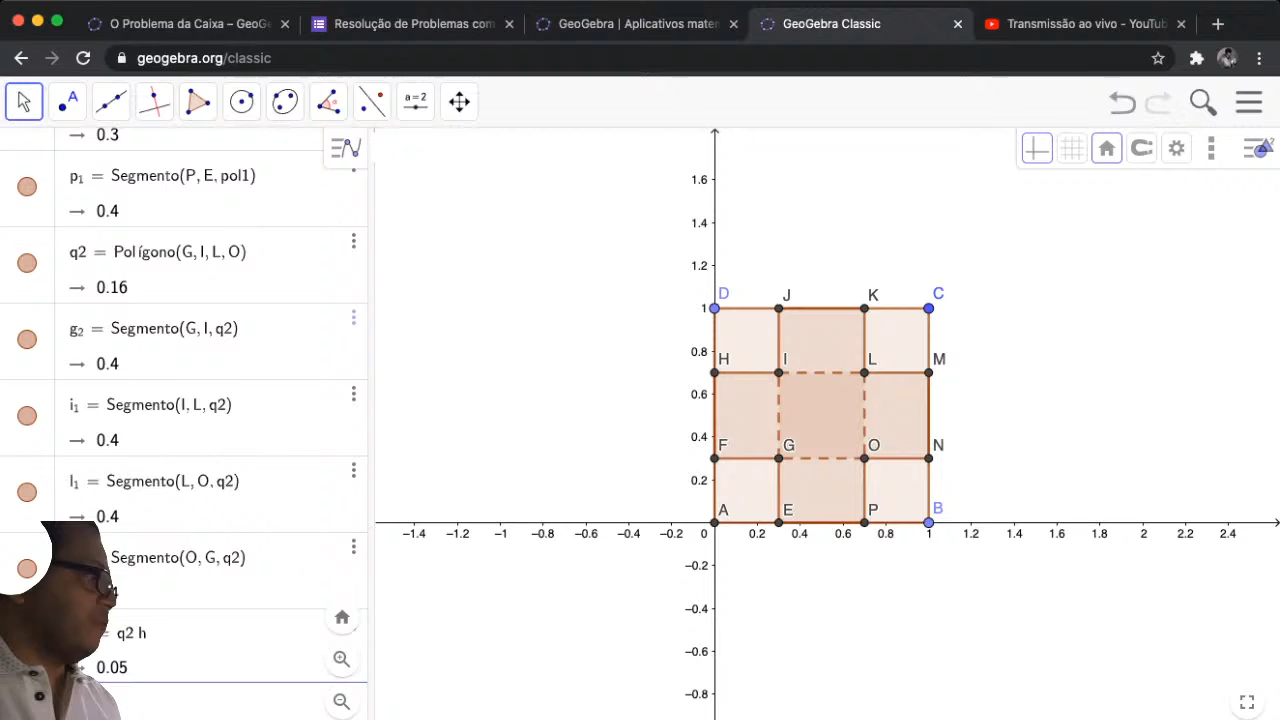 O Problema da Caixa – GeoGe
Resolução de Problemas com
GeoGebra | Aplicativos mater
GeoGebra Classic
Transmissão ao vivo - YouTub
geogebra.org/classic
A
a=2
→ 0.3
p₁ = Segmento(P, E, pol1)
→ 0.4
q2 = Polígono(G, I, L, O)
→ 0.16
g₂ = Segmento(G, I, q2)
→ 0.4
i₁ = Segmento(I, L, q2)
→ 0.4
l₁ = Segmento(L, O, q2)
→ 0.4
Segmento(O, G, q2)
4
= q2 h
→ 0.05
1.6
1.4
1.2
D J K C
1
0.8
H I L M
0.6
0.4
F G O N
0.2
A E P B
−1.4 −1.2 −1 −0.8 −0.6 −0.4 −0.2 0 0.2 0.4 0.6 0.8 1 1.2 1.4 1.6 1.8 2 2.2 2.4
−0.2
−0.4
−0.6
−0.8